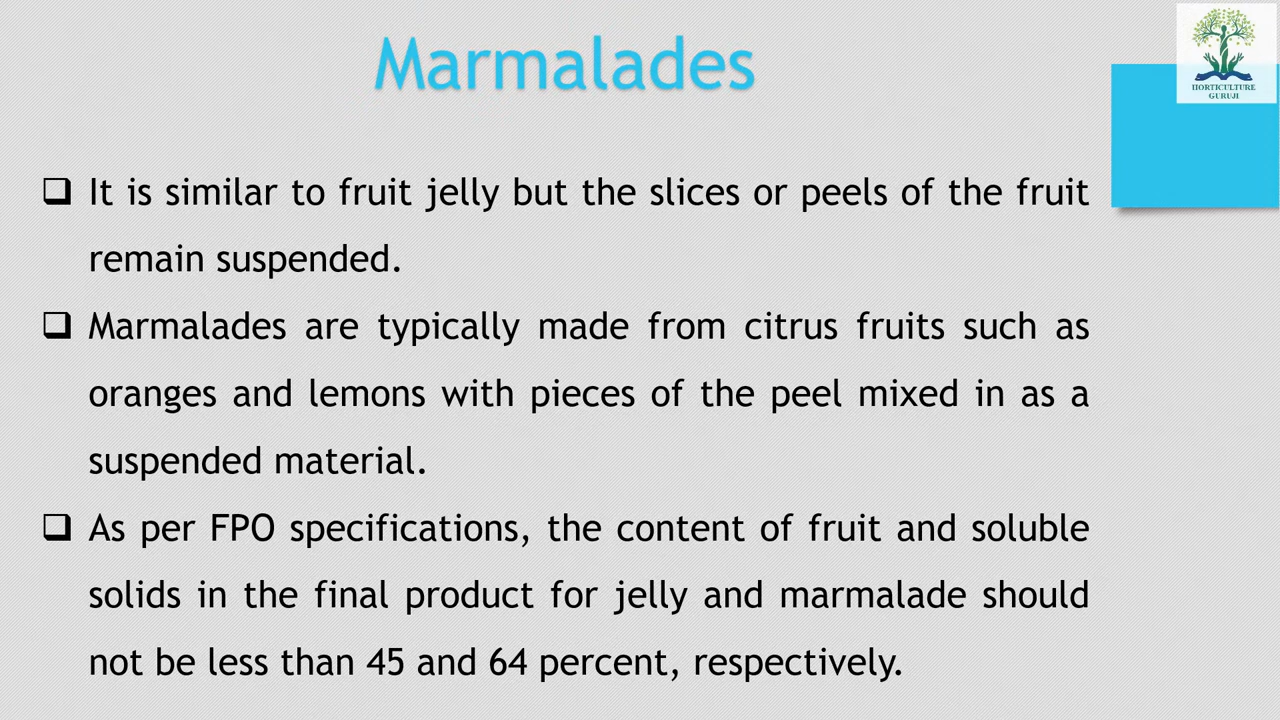 Marmalades
HORTICULTURE
GURUJI
❑ It is similar to fruit jelly but the slices or peels of the fruit
remain suspended.
❑ Marmalades are typically made from citrus fruits such as
oranges and lemons with pieces of the peel mixed in as a
suspended material.
❑ As per FPO specifications, the content of fruit and soluble
solids in the final product for jelly and marmalade should
not be less than 45 and 64 percent, respectively.